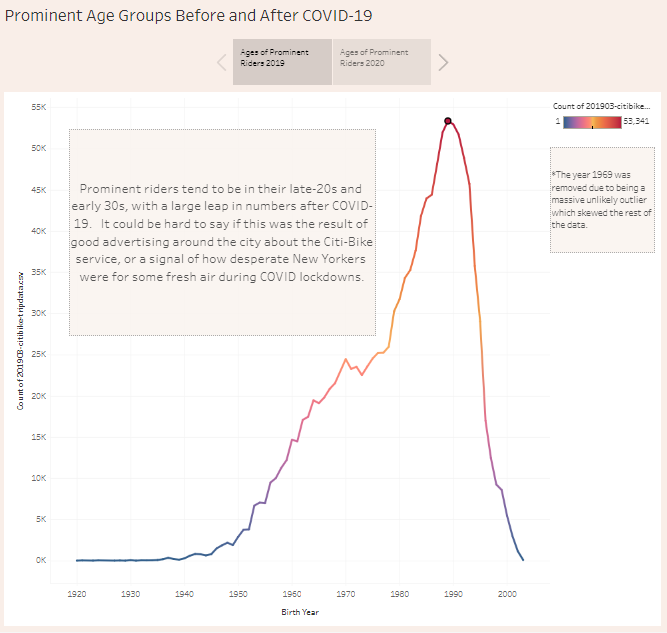 Prominent Age Groups Before and After COVID-19
Ages of Prominent
Riders 2019
Ages of Prominent
Riders 2020
Count of 201903-citibike...
1
53,341
*The year 1969 was
removed due to being a
massive unlikely outlier
which skewed the rest of
the data.
Prominent riders tend to be in their late-20s and
early 30s, with a large leap in numbers after COVID-
19. It could be hard to say if this was the result of
good advertising around the city about the Citi-Bike
service, or a signal of how desperate New Yorkers
were for some fresh air during COVID lockdowns.
Count of 201903-citibike-tripdata.csv
55K
50K
45K
40K
35K
30K
25K
20K
15K
10K
5K
0K
1920
1930
1940
1950
1960
1970
1980
1990
2000
Birth Year